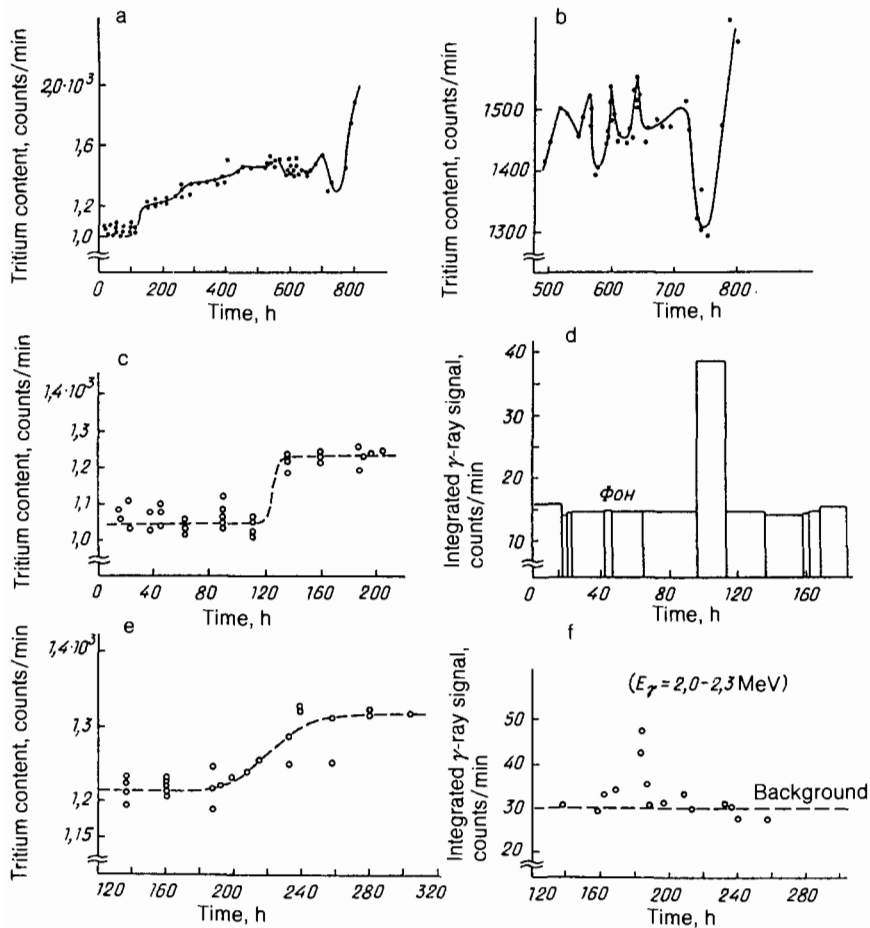 a
Tritium content, counts/min
2,0·10³
1,6
1,2
1,0
0 200 400 600 800
Time, h
b
Tritium content, counts/min
1500
1400
1300
500 600 700 800
Time, h
c
Tritium content, counts/min
1,4·10³
1,3
1,2
1,1
1,0
0 40 80 120 160 200
Time, h
d
Integrated γ-ray signal,
counts/min
40
30
20
10
Фон
0 40 80 120 160
Time, h
e
Tritium content, counts/min
1,4·10³
1,3
1,2
1,15
120 160 200 240 280 320
Time, h
f
Integrated γ-ray signal,
counts/min
(Eγ = 2,0–2,3 MeV)
50
40
30
20
Background
120 160 200 240 280
Time, h